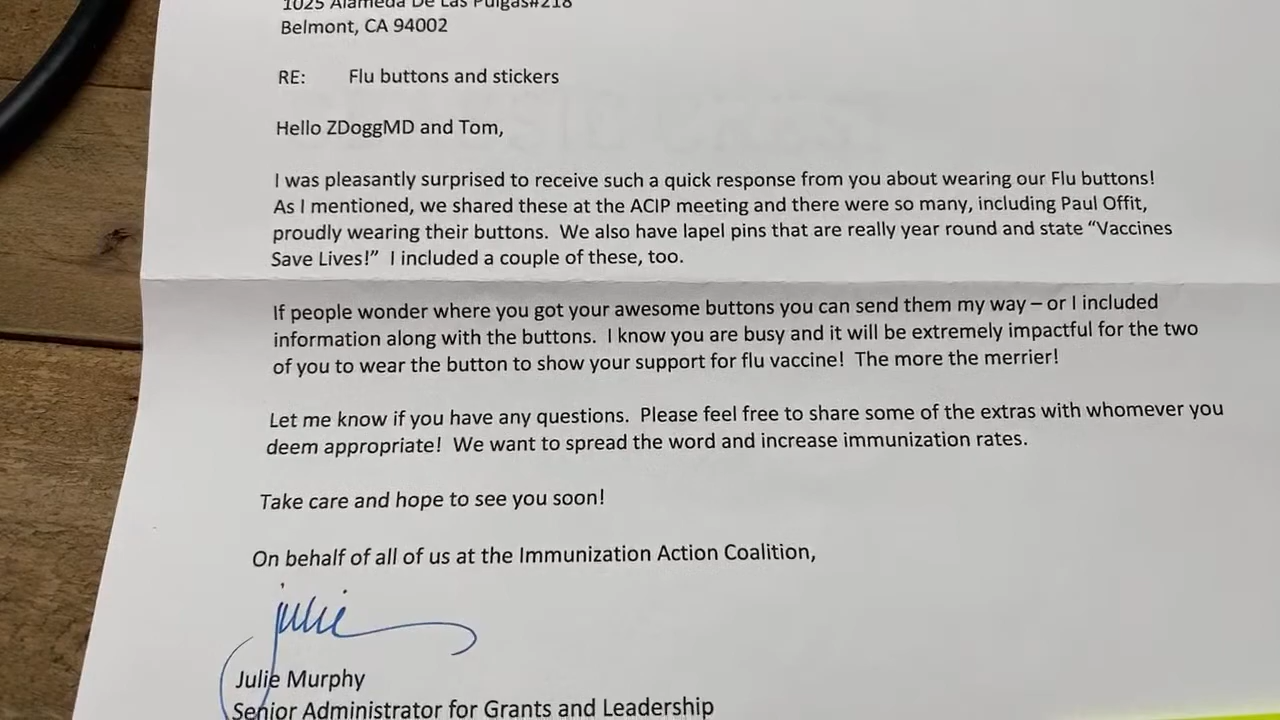 1025 Alameda De Las Pulgas#218
Belmont, CA 94002
RE: Flu buttons and stickers
Hello ZDoggMD and Tom,
I was pleasantly surprised to receive such a quick response from you about wearing our Flu buttons!
As I mentioned, we shared these at the ACIP meeting and there were so many, including Paul Offit,
proudly wearing their buttons.  We also have lapel pins that are really year round and state “Vaccines
Save Lives!”  I included a couple of these, too.
If people wonder where you got your awesome buttons you can send them my way – or I included
information along with the buttons.  I know you are busy and it will be extremely impactful for the two
of you to wear the button to show your support for flu vaccine!  The more the merrier!
Let me know if you have any questions.  Please feel free to share some of the extras with whomever you
deem appropriate!  We want to spread the word and increase immunization rates.
Take care and hope to see you soon!
On behalf of all of us at the Immunization Action Coalition,
julie
Julie Murphy
Senior Administrator for Grants and Leadership